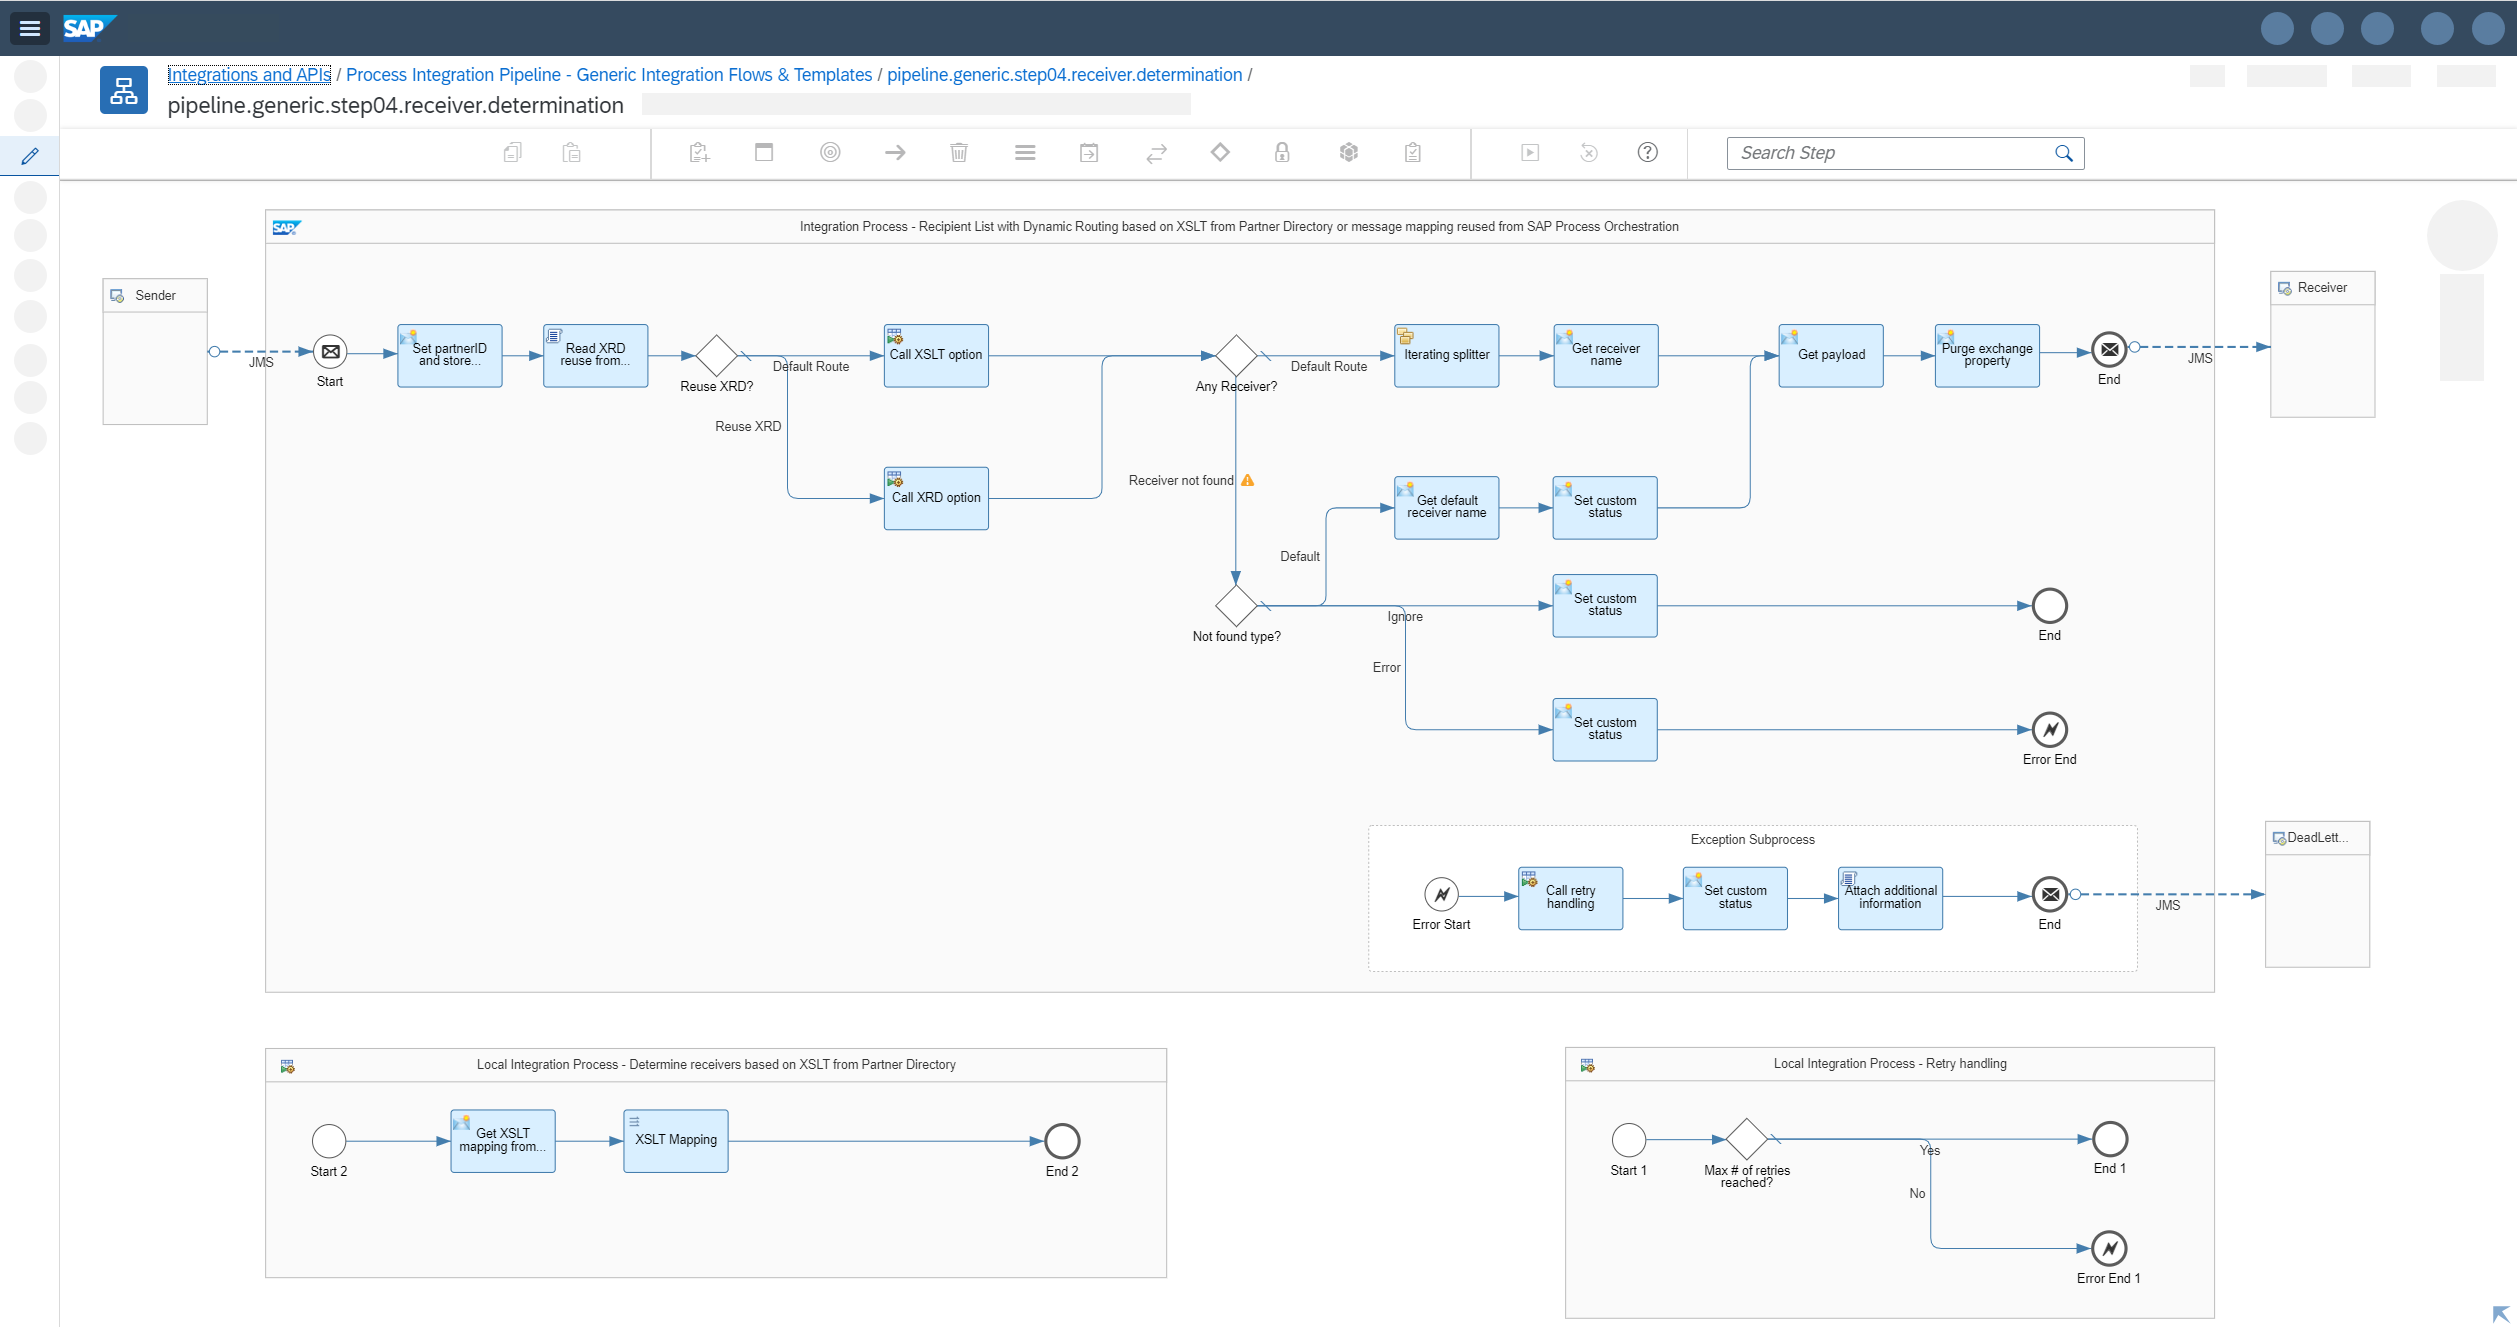 SAP
Integrations and APIs / Process Integration Pipeline - Generic Integration Flows & Templates / pipeline.generic.step04.receiver.determination /
pipeline.generic.step04.receiver.determination
Search Step
SAP
Integration Process - Recipient List with Dynamic Routing based on XSLT from Partner Directory or message mapping reused from SAP Process Orchestration
Sender
JMS
Start
Set partnerID
and store...
Read XRD
reuse from...
Reuse XRD?
Default Route
Reuse XRD
Call XSLT option
Call XRD option
Any Receiver?
Default Route
Receiver not found
Iterating splitter
Get receiver
name
Get payload
Purge exchange
property
End
JMS
Receiver
Get default
receiver name
Set custom
status
Default
Not found type?
Ignore
Set custom
status
End
Error
Set custom
status
Error End
Exception Subprocess
Error Start
Call retry
handling
Set custom
status
Attach additional
information
End
JMS
DeadLett...
Local Integration Process - Determine receivers based on XSLT from Partner Directory
Start 2
Get XSLT
mapping from...
XSLT Mapping
End 2
Local Integration Process - Retry handling
Start 1
Max # of retries
reached?
Yes
No
End 1
Error End 1